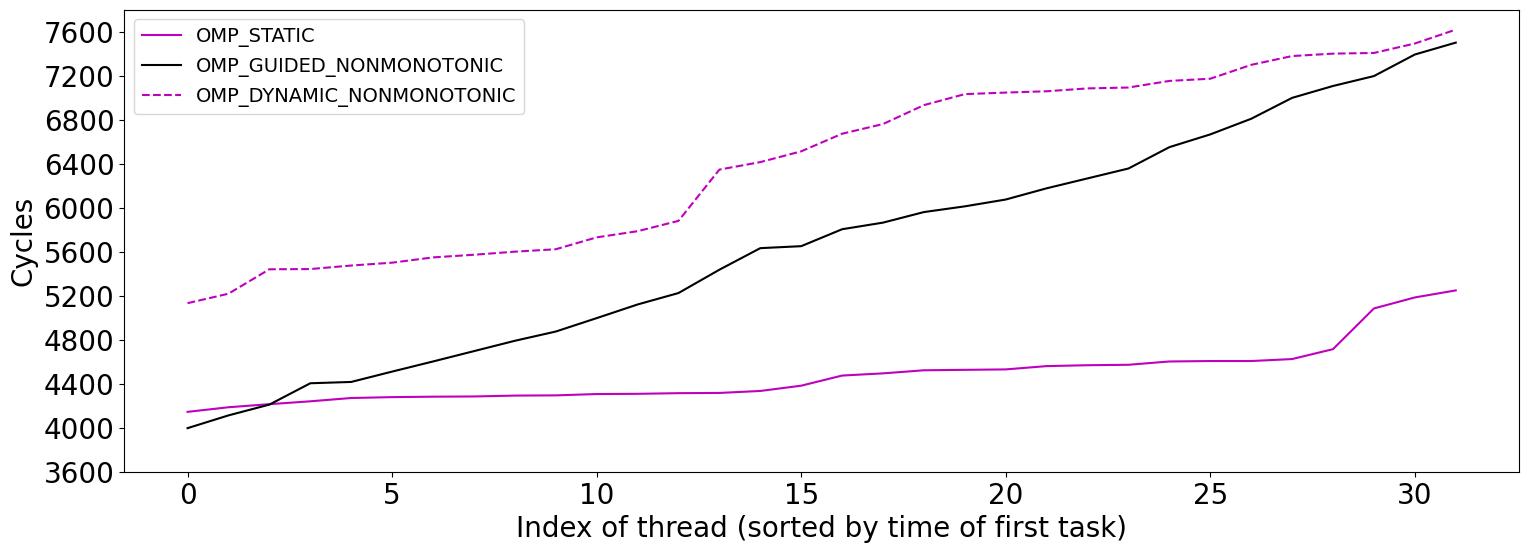 OMP_STATIC
OMP_GUIDED_NONMONOTONIC
OMP_DYNAMIC_NONMONOTONIC
7600
7200
6800
6400
6000
5600
5200
4800
4400
4000
3600
Cycles
0 5 10 15 20 25 30
Index of thread (sorted by time of first task)